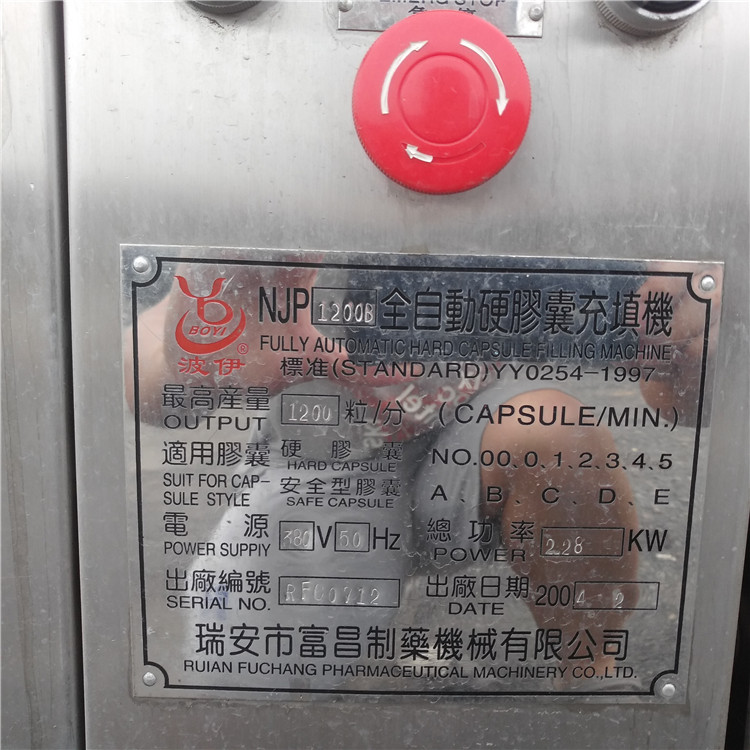 EMERG STOP
BOYI
波伊®
NJP 1200B 全自動硬膠囊充填機
FULLY AUTOMATIC HARD CAPSULE FILLING MACHINE
標准(STANDARD)YY0254-1997
最高産量 1200 粒/分 (CAPSULE/MIN.)
OUTPUT
適用膠囊 硬膠囊 NO.00、0、1、2、3、4、5
HARD CAPSULE
SUIT FOR CAP-
SULE STYLE
安全型膠囊 A、B、C、D、E
SAFE CAPSULE
電源 380 V 50 Hz 總功率 2.28 KW
POWER SUPPIY POWER
出廠編號 RFC0712 出廠日期 2004 2
SERIAL NO. DATE
瑞安市富昌制藥機械有限公司
RUIAN FUCHANG PHARMACEUTICAL MACHINERY CO.,LTD.